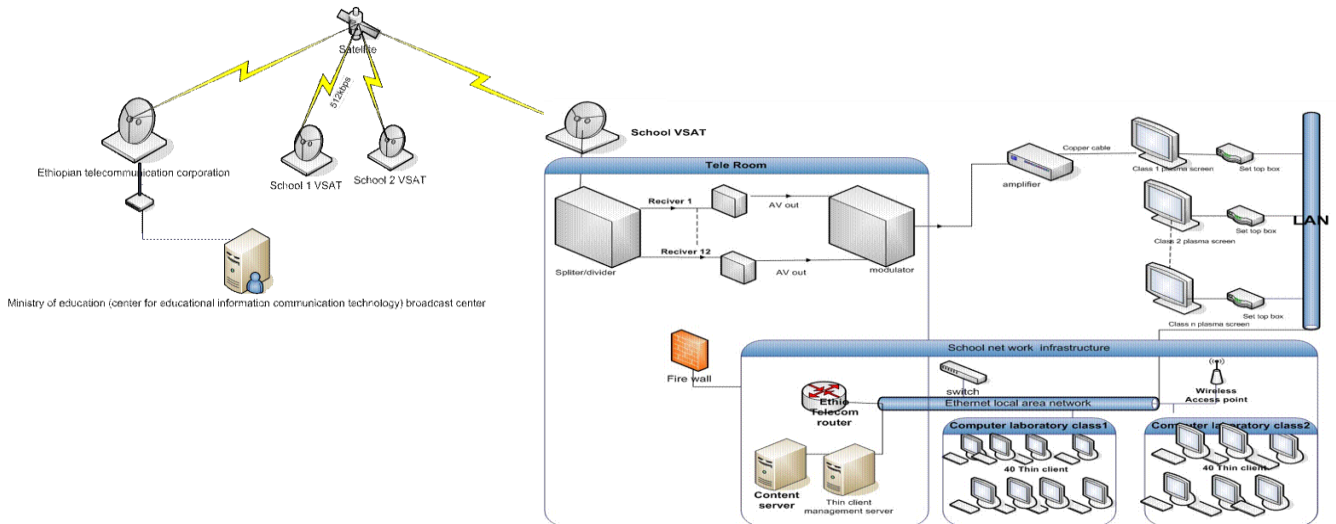 Satellite
512kbps
Ethiopian telecommunication corporation
School 1 VSAT
School 2 VSAT
Ministry of education (center for educational information communication technology) broadcast center
School VSAT
Tele Room
Reciver 1
AV out
Reciver 12
AV out
Spliter/divider
modulator
amplifier
Copper cable
Class 1 plasma screen
Set top box
Class 2 plasma screen
Set top box
Class n plasma screen
Set top box
LAN
School net work infrastructure
Fire wall
switch
Wireless
Access point
Ethio
Telecom
router
Ethernet local area network
Content
server
Thin client
management server
Computer laboratory class1
40 Thin client
Computer laboratory class2
40 Thin client